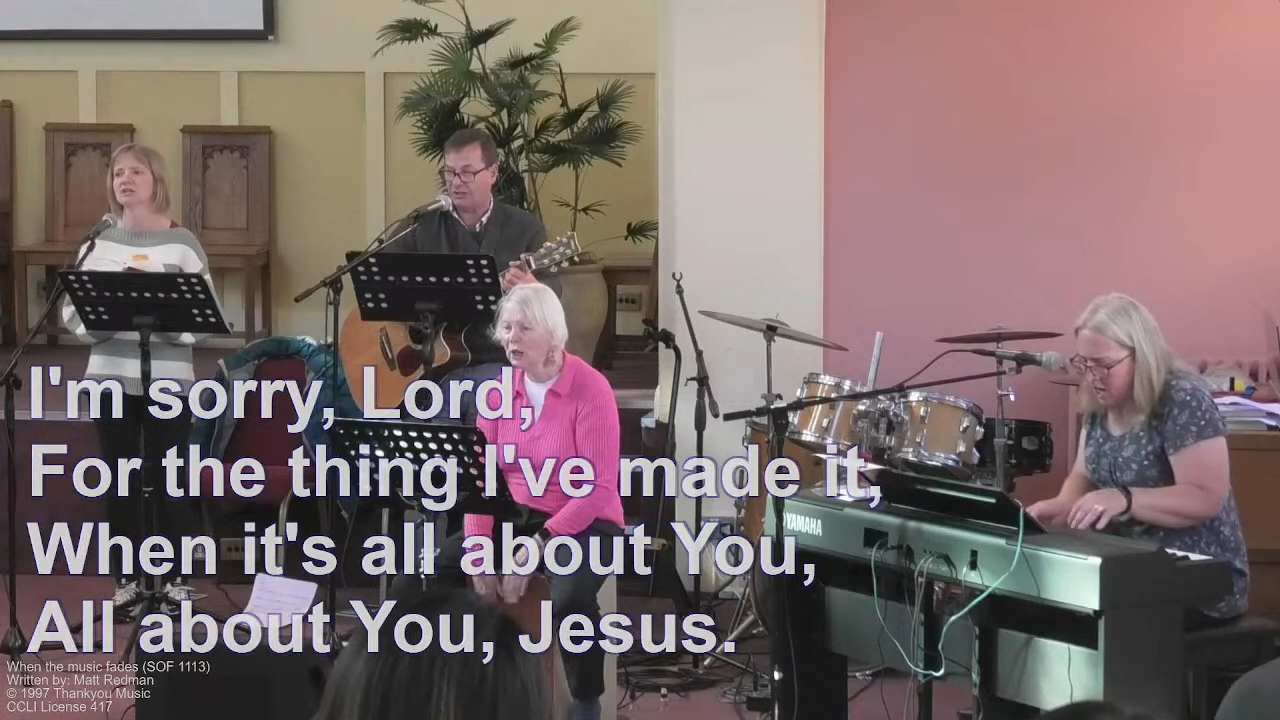 I'm sorry, Lord,
For the thing I've made it,
When it's all about You,
All about You, Jesus.
When the music fades (SOF 1113)
Written by: Matt Redman
© 1997 Thankyou Music
CCLI License 417
YAMAHA